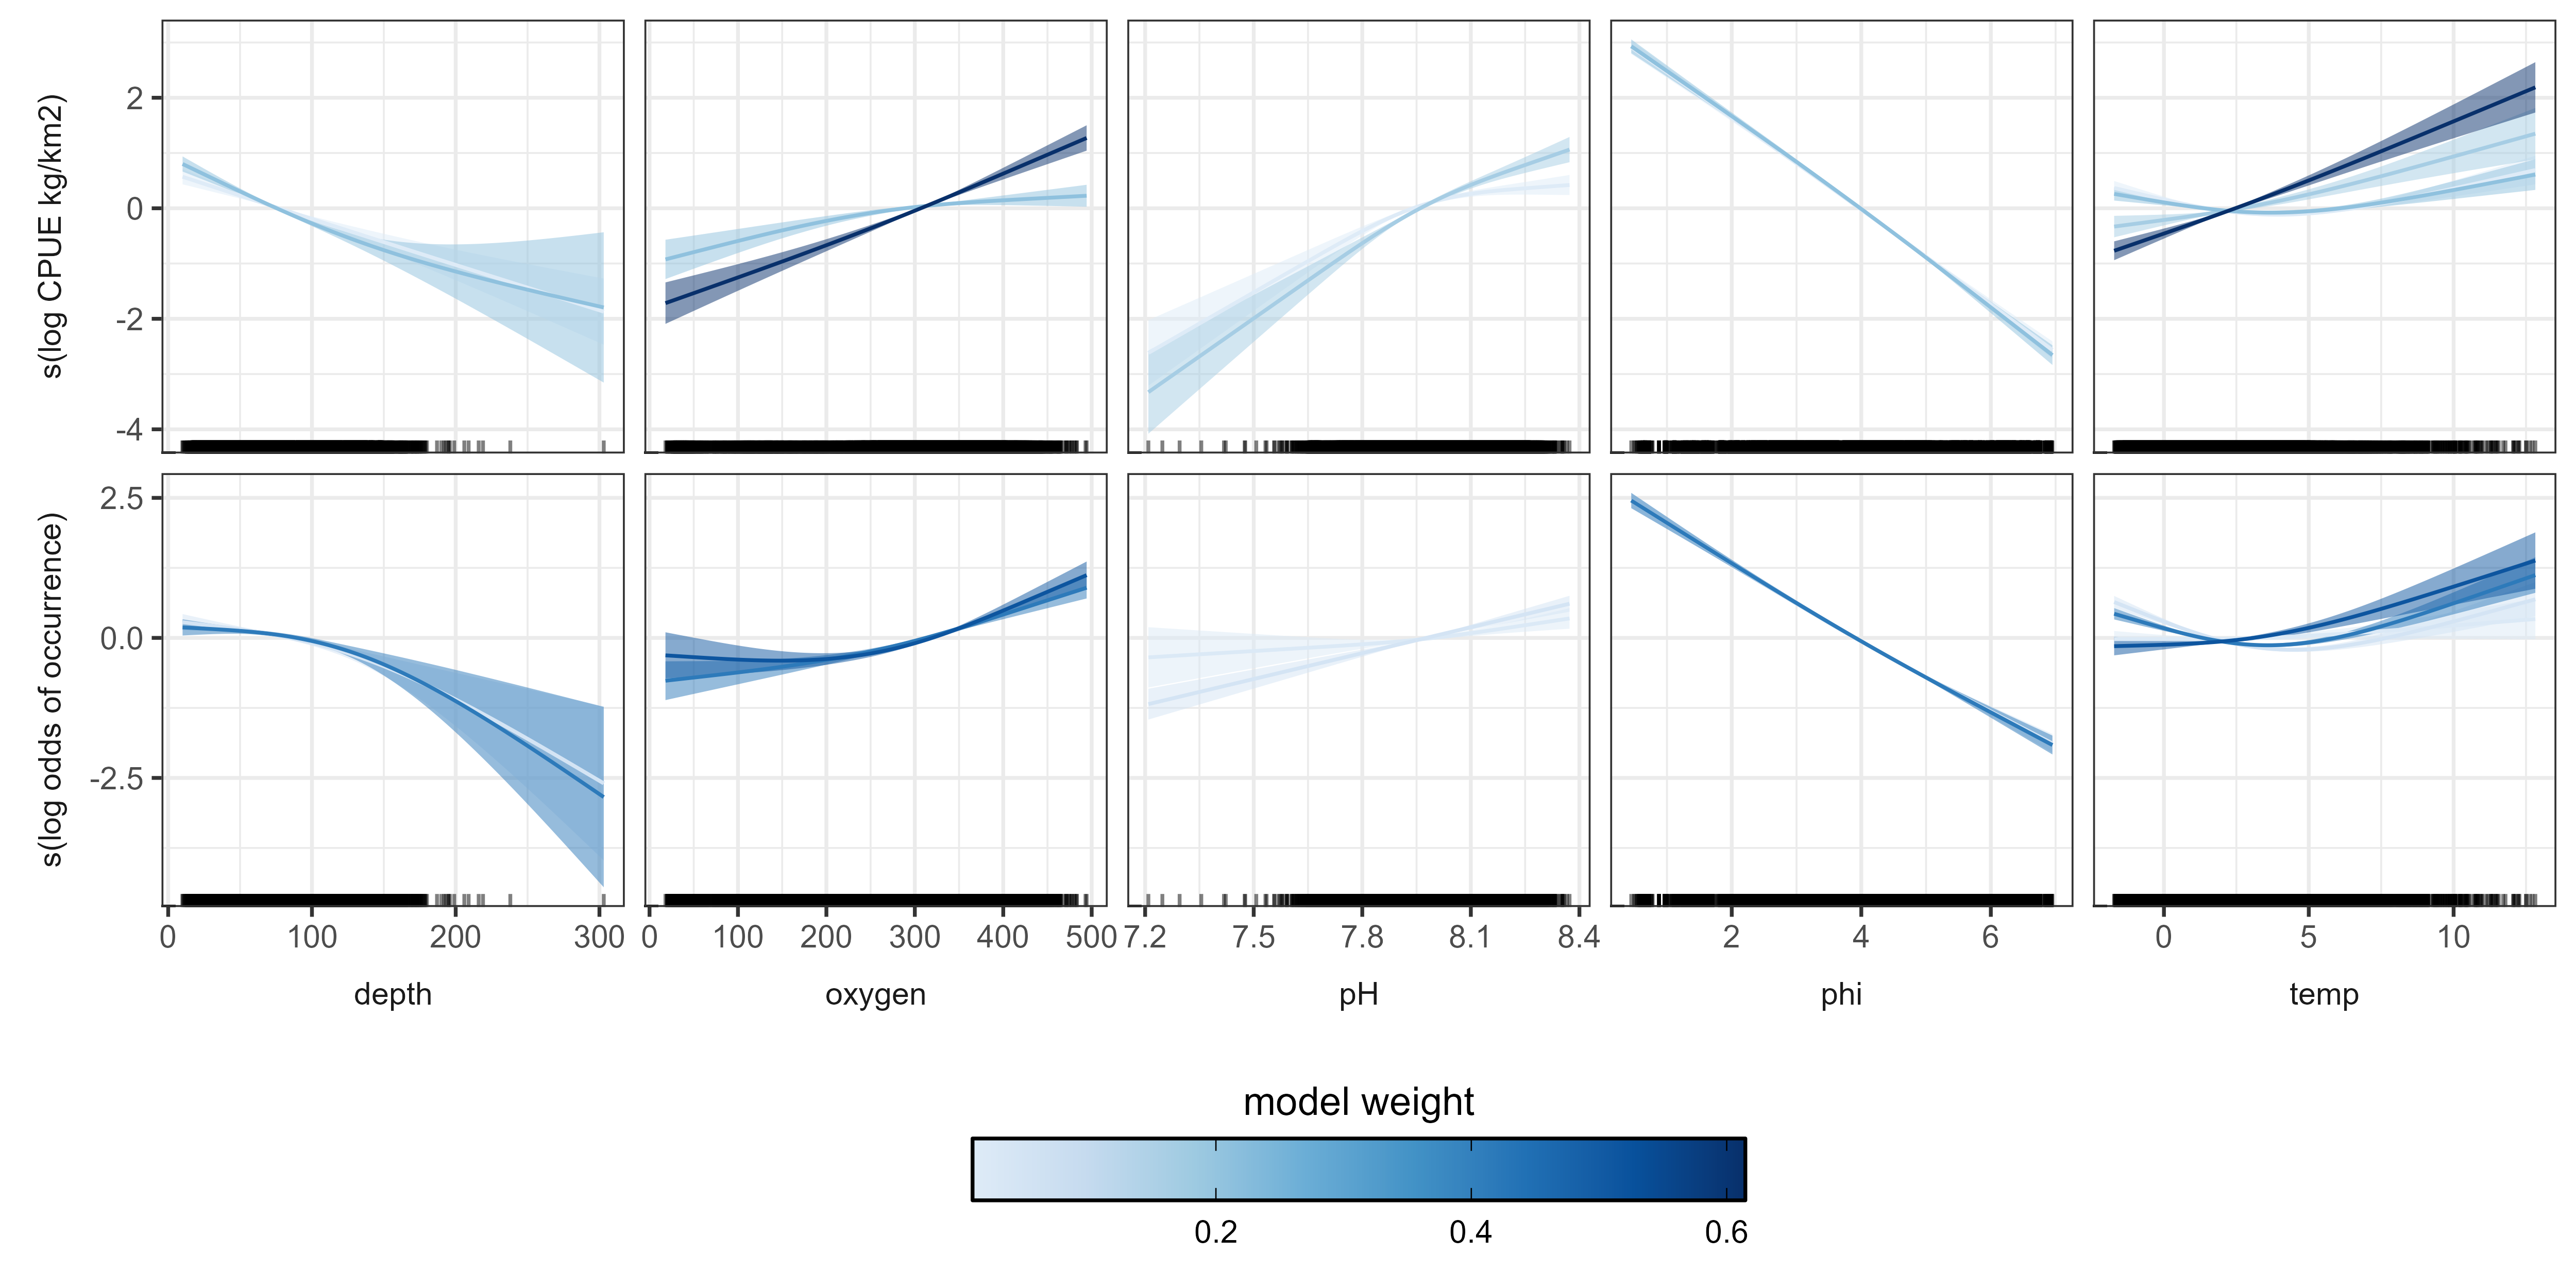 s(log CPUE kg/km2)
2
0
-2
-4
s(log odds of occurrence)
2.5
0.0
-2.5
0 100 200 300 0 100 200 300 400 500 7.2 7.5 7.8 8.1 8.4 2 4 6 0 5 10
depth oxygen pH phi temp
model weight
0.2 0.4 0.6